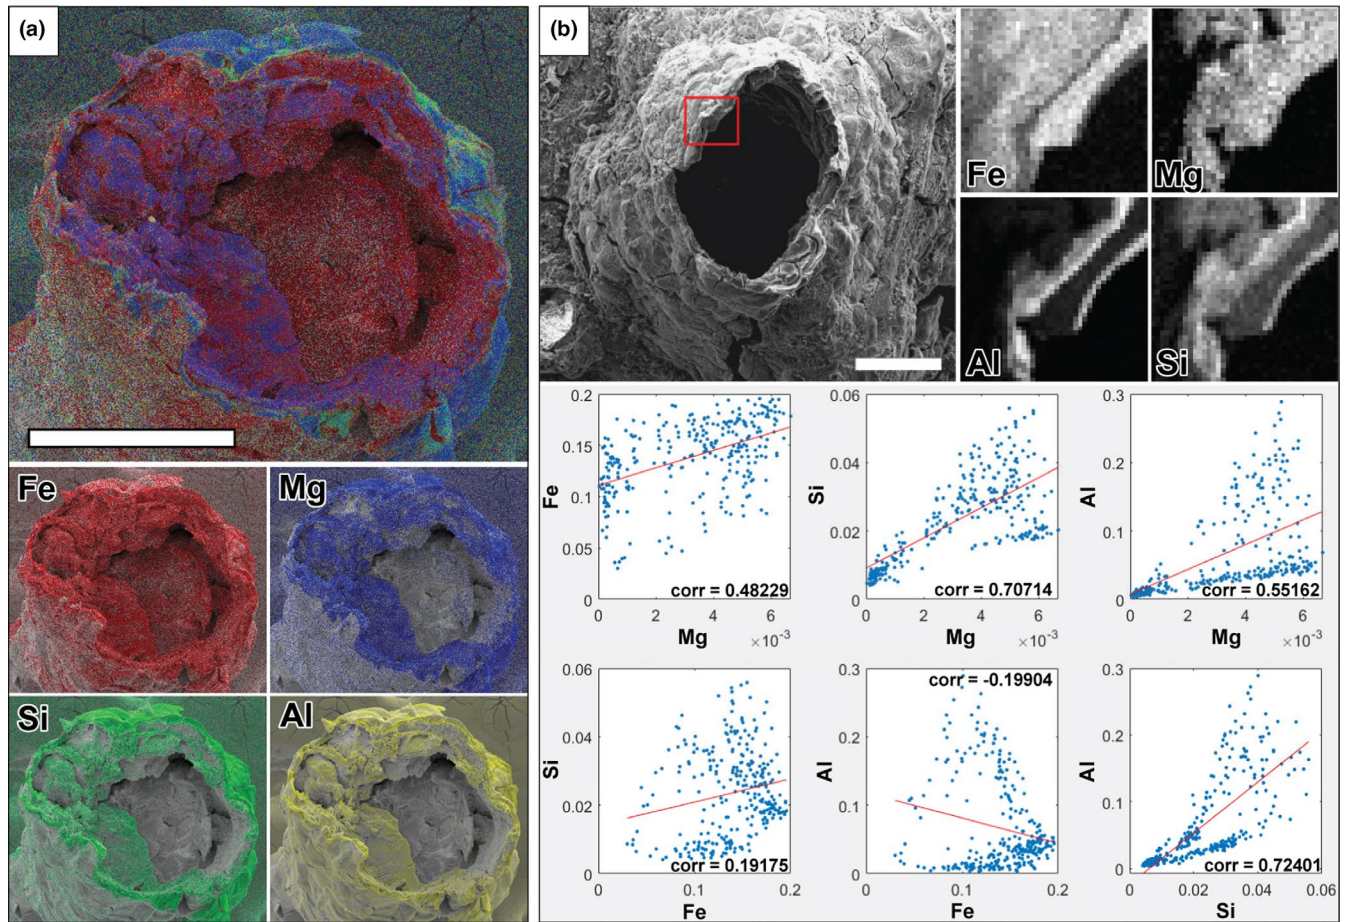 (a)
Fe
Mg
Si
Al
(b)
Fe
Mg
Al
Si
0.2
0.15
0.1
0.05
0
Fe
0
2
4
6
×10⁻³
Mg
corr = 0.48229
0.06
0.04
0.02
0
Si
0
2
4
6
×10⁻³
Mg
corr = 0.70714
0.3
0.2
0.1
0
Al
0
2
4
6
×10⁻³
Mg
corr = 0.55162
0.06
0.04
0.02
0
Si
0
0.1
0.2
Fe
corr = 0.19175
0.3
0.2
0.1
0
Al
0
0.1
0.2
Fe
corr = -0.19904
0.3
0.2
0.1
0
Al
0
0.02
0.04
0.06
Si
corr = 0.72401